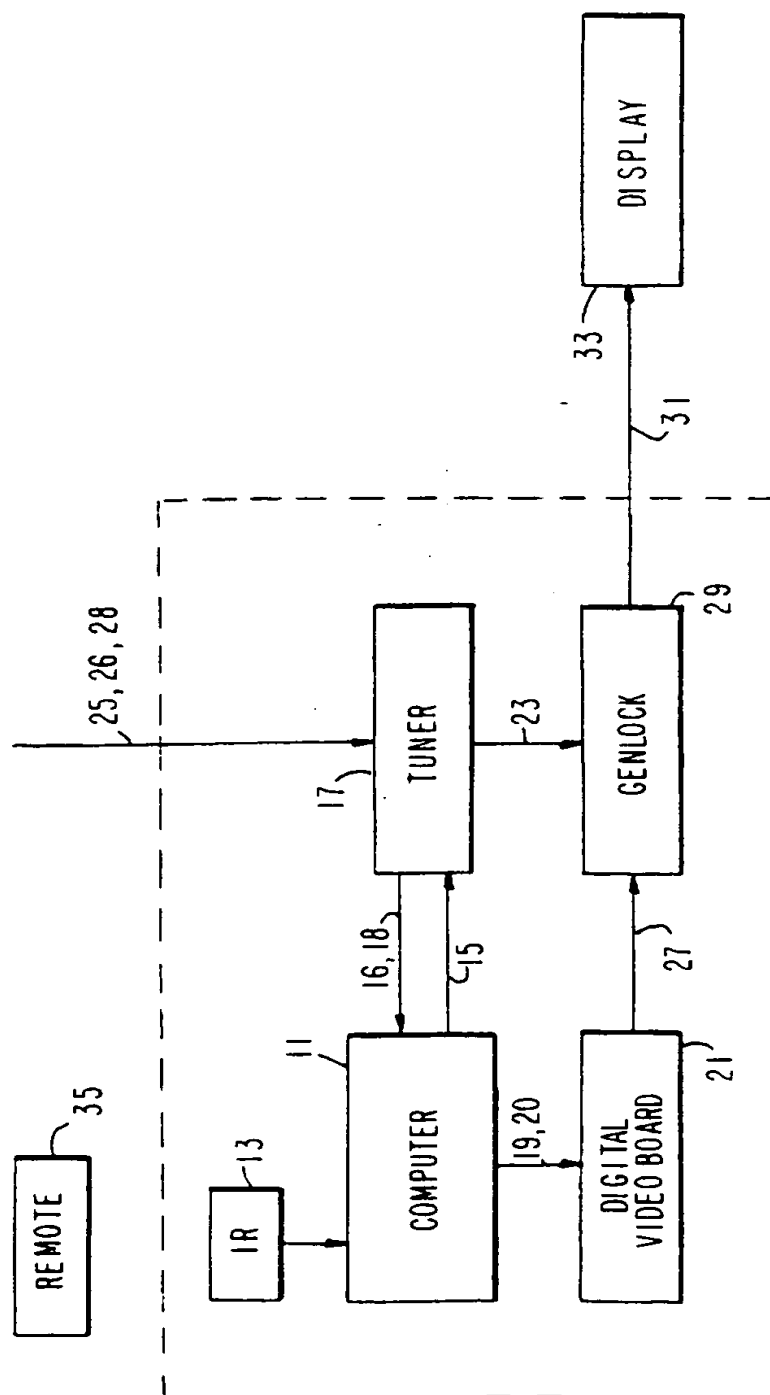 REMOTE
35
25, 26, 28
IR
13
COMPUTER
11
16, 18
15
17
TUNER
19, 20
23
DIGITAL
VIDEO BOARD
21
27
GENLOCK
29
31
33
DISPLAY